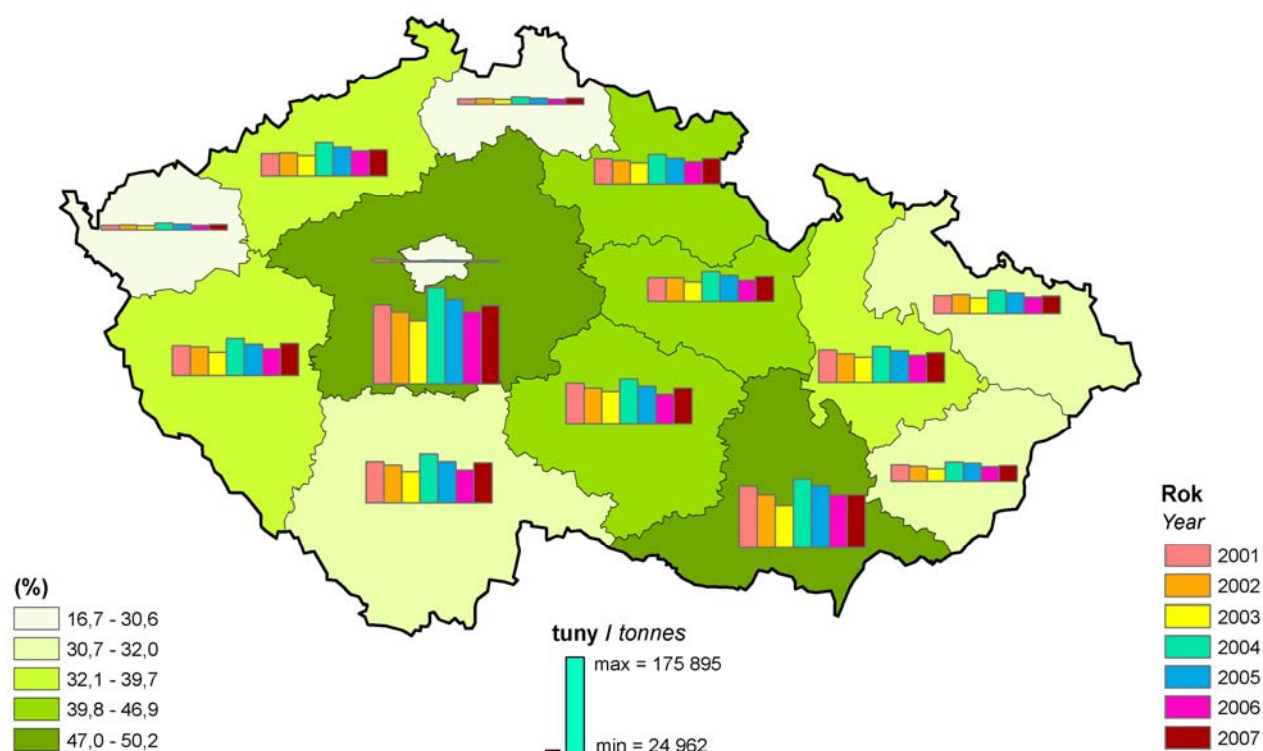 (%)
16,7 - 30,6
30,7 - 32,0
32,1 - 39,7
39,8 - 46,9
47,0 - 50,2
tuny / tonnes
max = 175 895
min = 24 962
Rok
Year
2001
2002
2003
2004
2005
2006
2007